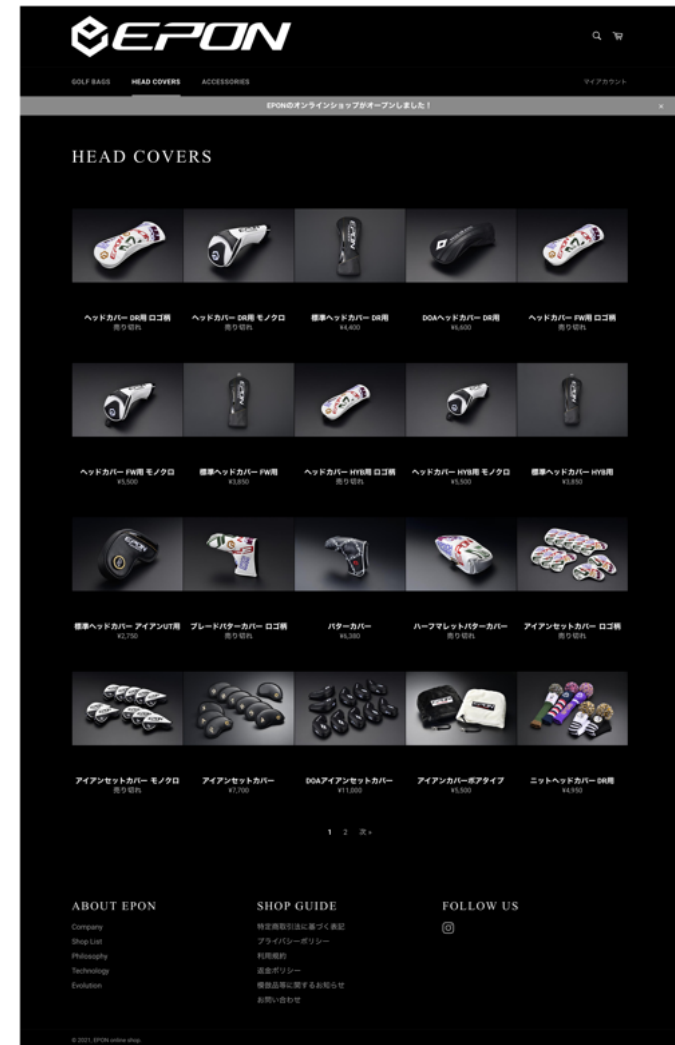 EPON
GOLF BAGS HEAD COVERS ACCESSORIES マイアカウント
EPONのオンラインショップがオープンしました！ ×
HEAD COVERS
ヘッドカバー DR用 ロゴ柄 ヘッドカバー DR用 モノクロ 標準ヘッドカバー DR用 DOAヘッドカバー DR用 ヘッドカバー FW用 ロゴ柄
売り切れ 売り切れ ¥4,400 ¥6,600 売り切れ
ヘッドカバー FW用 モノクロ 標準ヘッドカバー FW用 ヘッドカバー HYB用 ロゴ柄 ヘッドカバー HYB用 モノクロ 標準ヘッドカバー HYB用
¥5,500 ¥3,850 売り切れ ¥5,500 ¥3,850
標準ヘッドカバー アイアンUT用 ブレードパターカバー ロゴ柄 パターカバー ハーフマレットパターカバー アイアンセットカバー ロゴ柄
¥2,750 売り切れ ¥6,380 売り切れ 売り切れ
アイアンセットカバー モノクロ アイアンセットカバー DOAアイアンセットカバー アイアンカバーボアタイプ ニットヘッドカバー DR用
売り切れ ¥7,700 ¥11,000 ¥5,500 ¥4,950
1 2 次 »
ABOUT EPON SHOP GUIDE FOLLOW US
Company 特定商取引法に基づく表記
Shop List プライバシーポリシー
Philosophy 利用規約
Technology 返金ポリシー
Evolution 模倣品等に関するお知らせ
お問い合わせ
© 2021, EPON online shop.